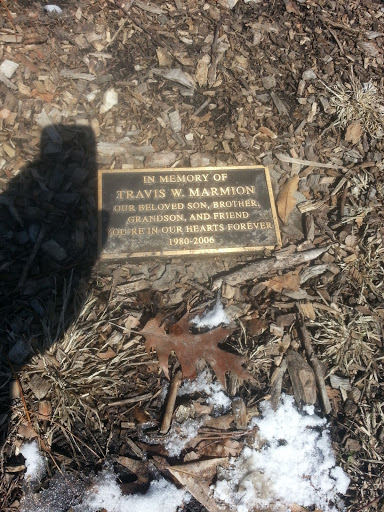 IN MEMORY OF
TRAVIS W. MARMION
OUR BELOVED SON, BROTHER,
GRANDSON, AND FRIEND
YOU'RE IN OUR HEARTS FOREVER
1980-2006